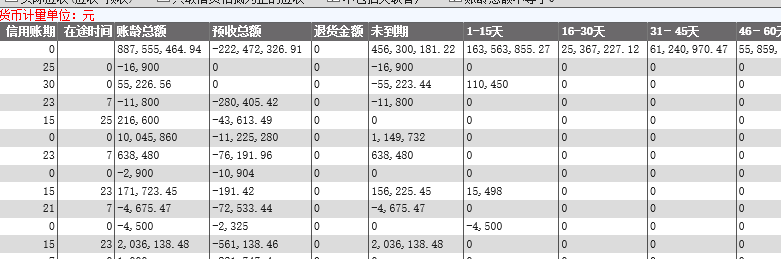 货币计量单位：元
信用账期 在途时间 账龄总额 预收总额 退货金额 未到期 1-15天 16-30天 31-45天 46-60天
0 887,555,464.94 -222,472,326.91 0 456,300,181.22 163,563,855.27 25,367,227.12 61,240,970.47 55,859,
25 0 -16,900 0 0 -16,900 0 0 0 0
30 0 55,226.56 0 0 -55,223.44 110,450 0 0 0
23 7 -11,800 -280,405.42 0 -11,800 0 0 0 0
15 25 216,600 -43,613.49 0 0 0 0 0 0
0 0 10,045,860 -11,225,280 0 1,149,732 0 0 0 0
23 7 638,480 -76,191.96 0 638,480 0 0 0 0
0 0 -2,900 -10,904 0 0 0 0 0 0
15 23 171,723.45 -191.42 0 156,225.45 15,498 0 0 0
21 7 -4,675.47 -72,533.44 0 -4,675.47 0 0 0 0
0 0 -4,500 -2,325 0 0 -4,500 0 0 0
15 23 2,036,138.48 -561,138.46 0 2,036,138.48 0 0 0 0